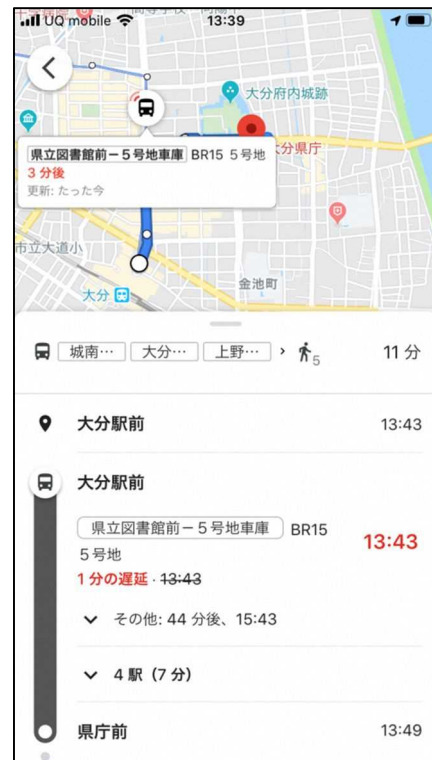 UQ mobile
13:39
大分府内城跡
大分県庁
県立図書館前－5号地車庫 BR15 5号地
3 分後
更新: たった今
市立大道小
金池町
大分
城南… 大分… 上野… › 5 11 分
大分駅前 13:43
大分駅前
県立図書館前－5号地車庫 BR15
5号地 13:43
1 分の遅延 · 13:43
その他: 44 分後、15:43
4 駅（7 分）
県庁前 13:49